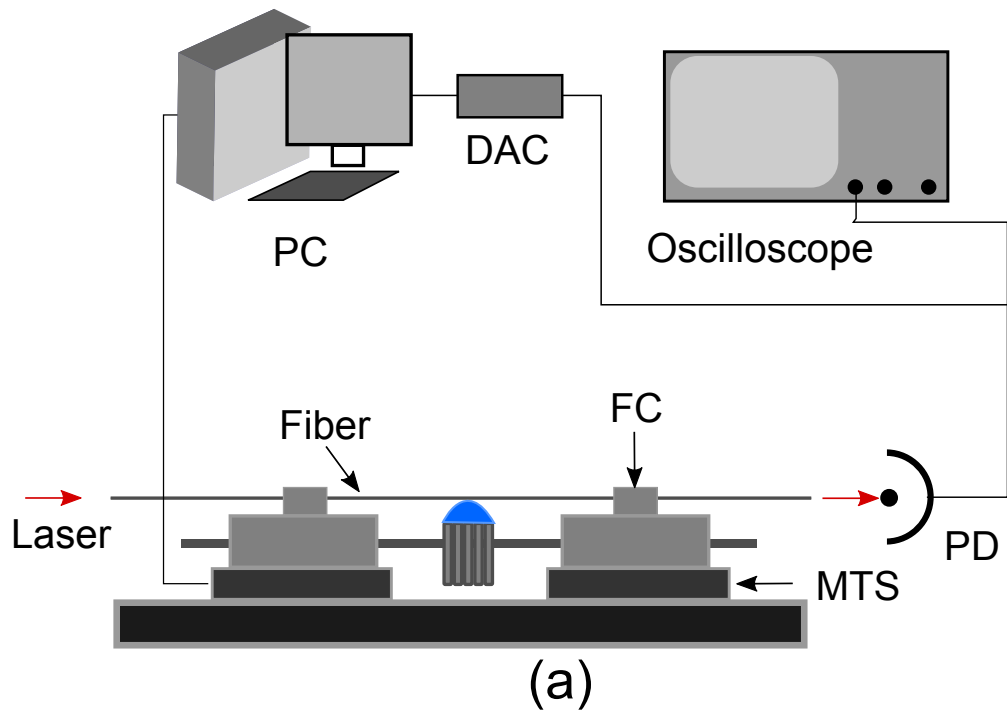 DAC
PC
Oscilloscope
Fiber
FC
Laser
PD
MTS
(a)